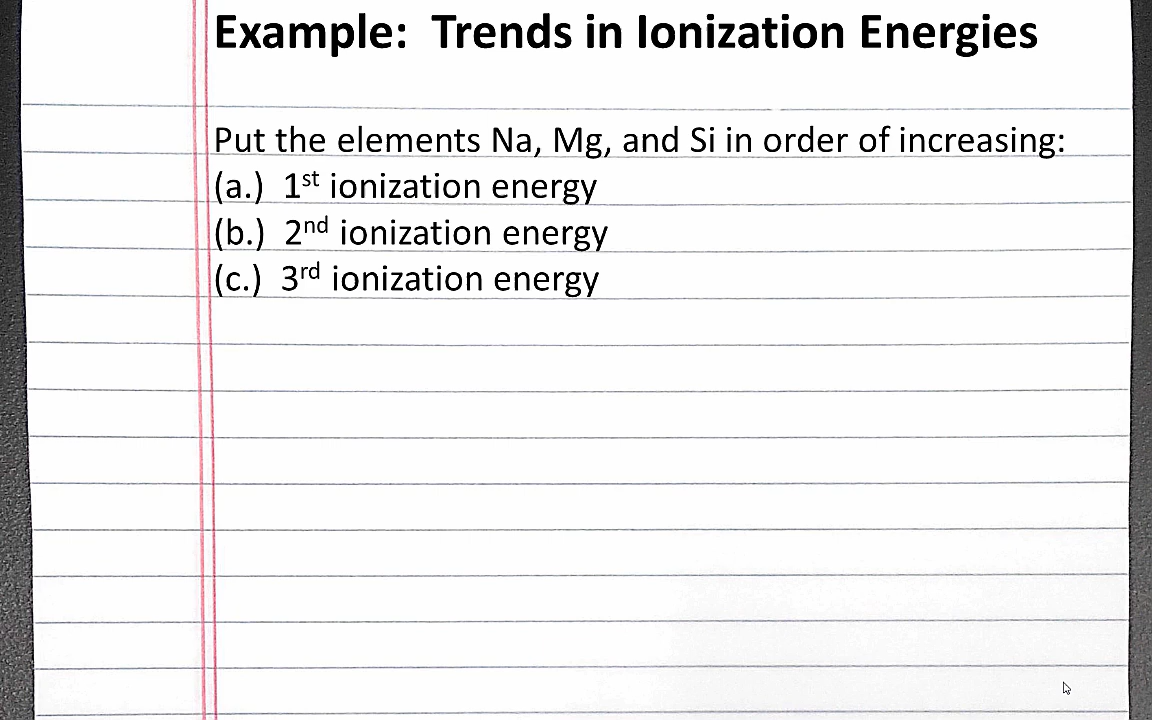 Example: Trends in Ionization Energies
Put the elements Na, Mg, and Si in order of increasing:
(a.) 1st ionization energy
(b.) 2nd ionization energy
(c.) 3rd ionization energy